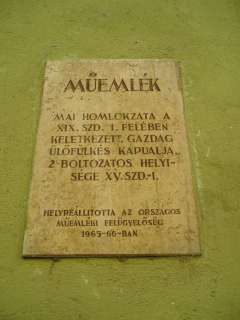 MŰEMLÉK
MAI HOMLOKZATA A
XIX. SZD. I. FELÉBEN
KELETKEZETT. GAZDAG
ÜLŐFÜLKÉS KAPUALJA,
2 BOLTOZATOS HELYI-
SÉGE XV. SZD.-I.
HELYREÁLLÍTOTTA AZ ORSZÁGOS
MŰEMLÉKI FELÜGYELŐSÉG
1965-66-BAN